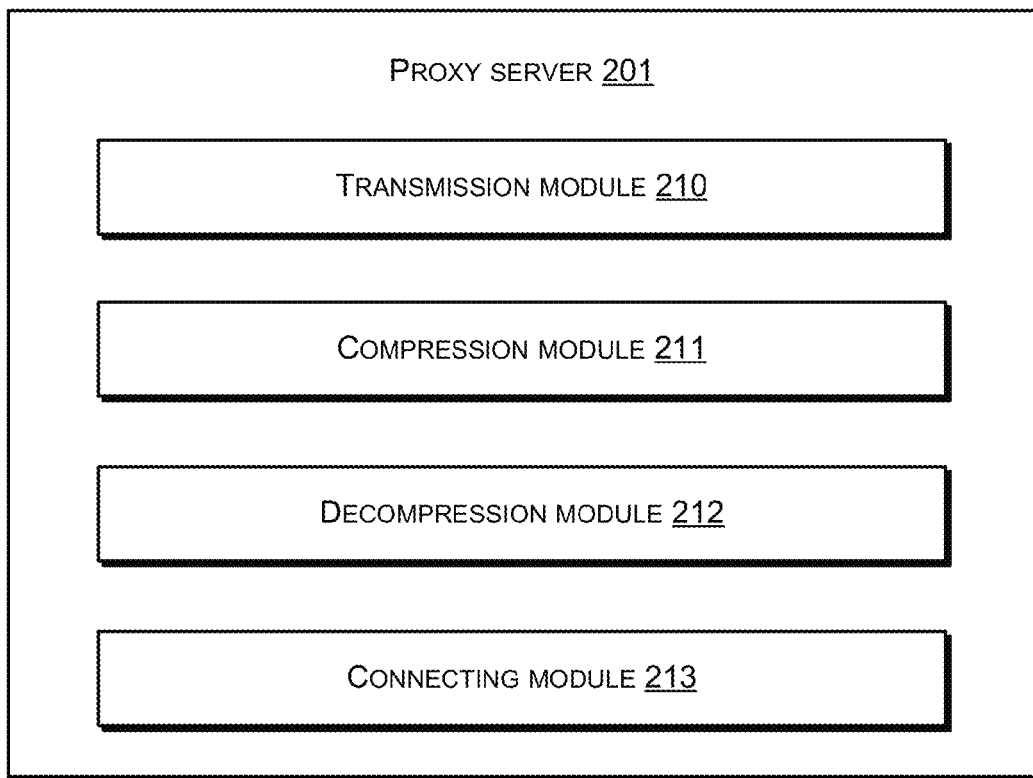 PROXY SERVER 201
TRANSMISSION MODULE 210
COMPRESSION MODULE 211
DECOMPRESSION MODULE 212
CONNECTING MODULE 213